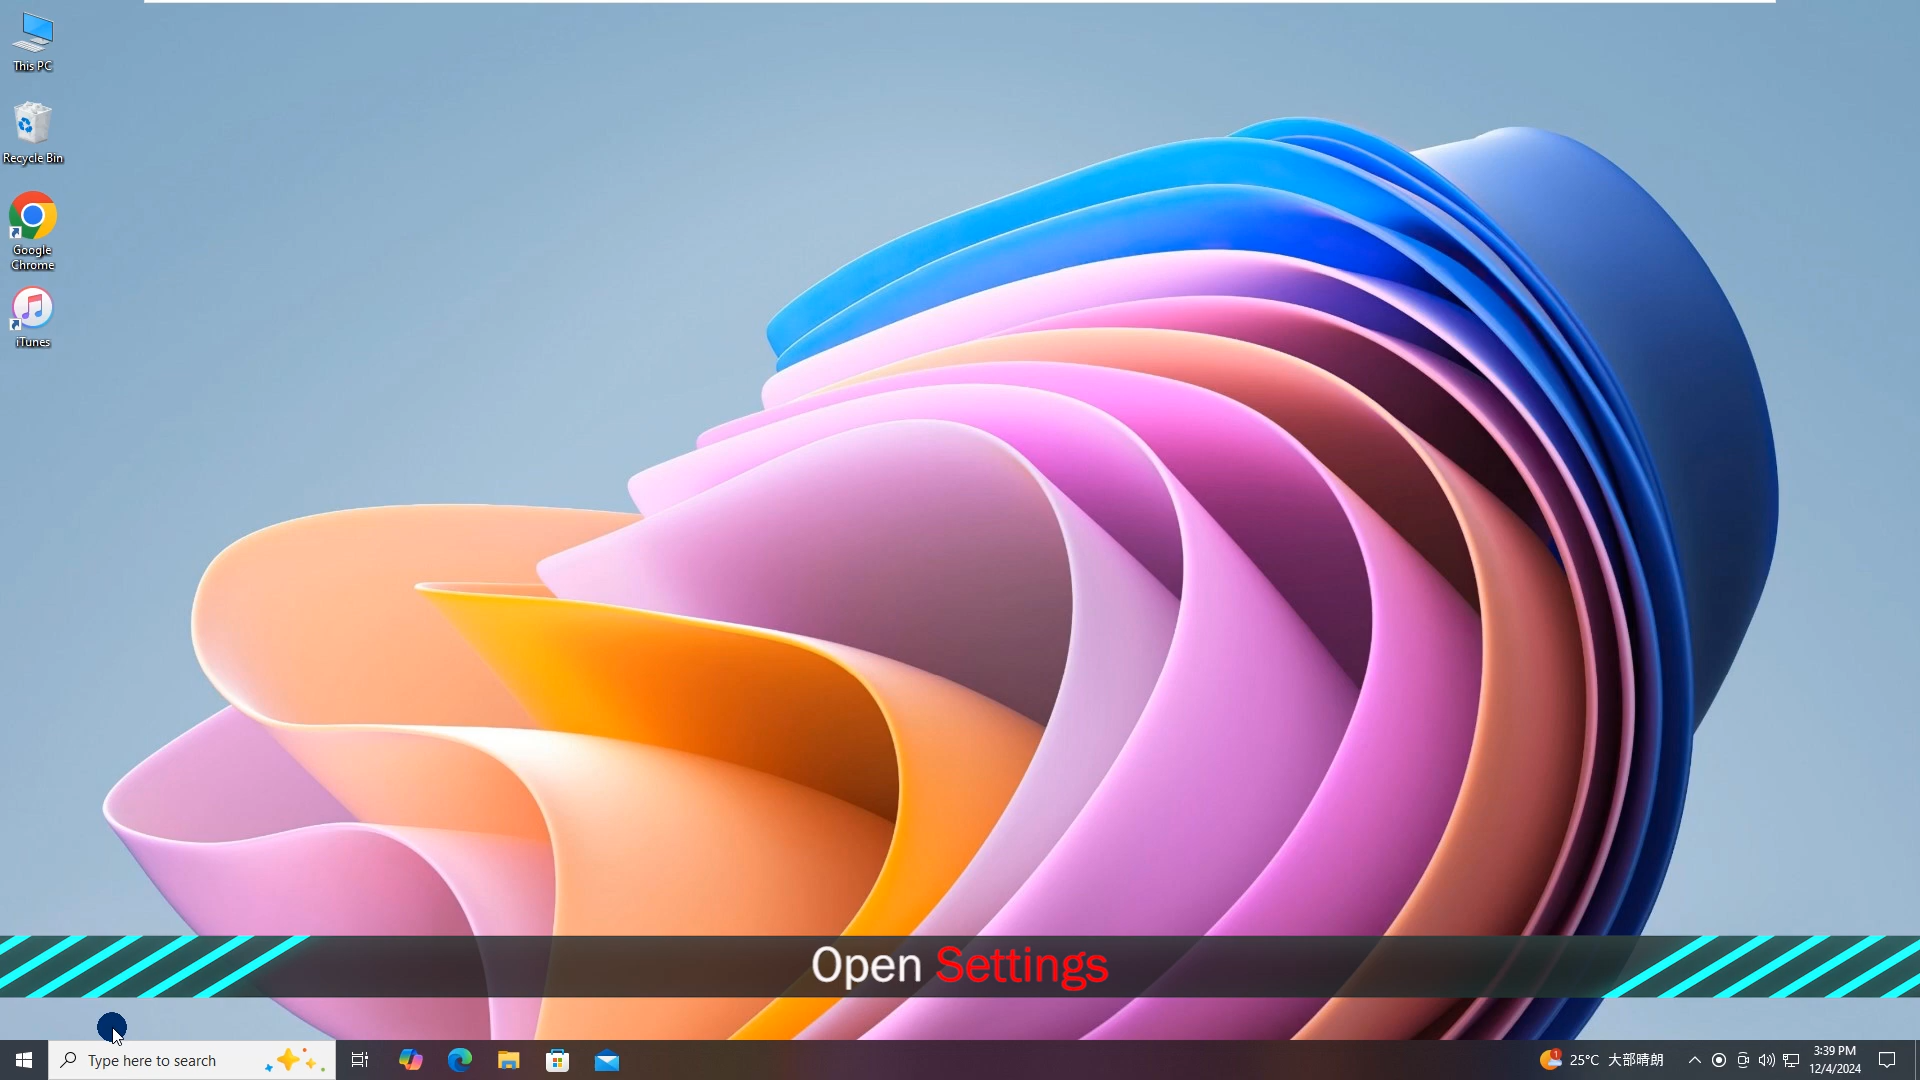 This PC
Recycle Bin
Google
Chrome
iTunes
Open Settings
Type here to search
1
25°C 大部晴朗
3:39 PM
12/4/2024